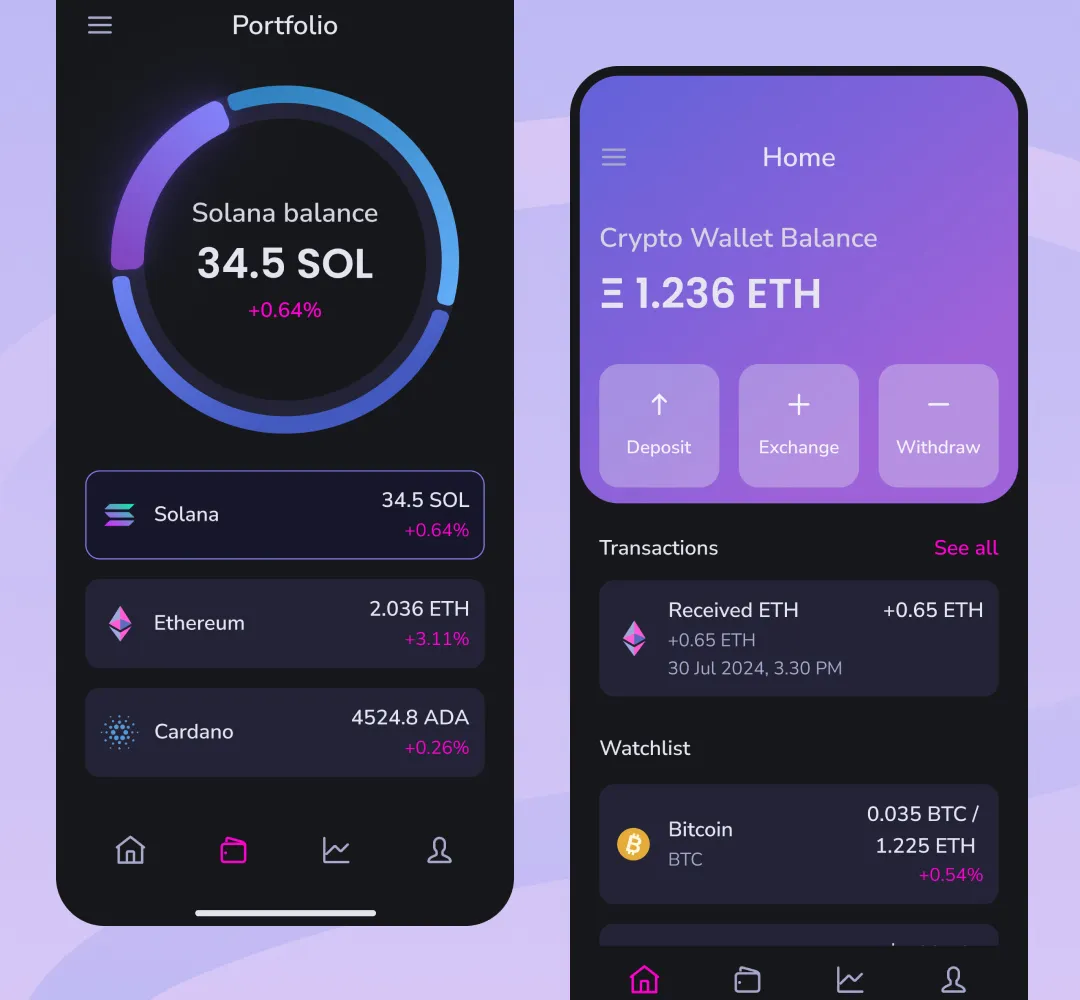 Portfolio
Solana balance
34.5 SOL
+0.64%
Solana
34.5 SOL
+0.64%
Ethereum
2.036 ETH
+3.11%
Cardano
4524.8 ADA
+0.26%
Home
Crypto Wallet Balance
Ξ 1.236 ETH
Deposit
Exchange
Withdraw
Transactions
See all
Received ETH
+0.65 ETH
+0.65 ETH
30 Jul 2024, 3.30 PM
Watchlist
Bitcoin
BTC
0.035 BTC /
1.225 ETH
+0.54%